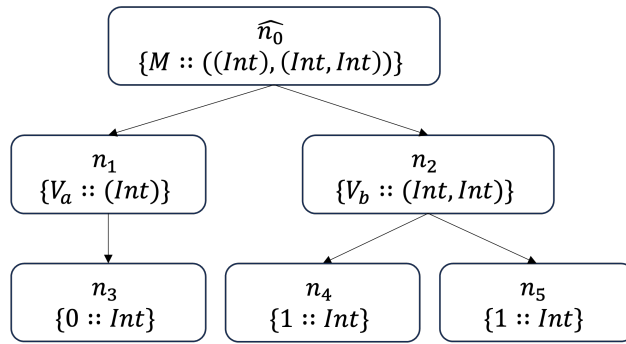 n̂₀
{M :: ((Int), (Int, Int))}
n₁
{Vₐ :: (Int)}
n₂
{V_b :: (Int, Int)}
n₃
{0 :: Int}
n₄
{1 :: Int}
n₅
{1 :: Int}